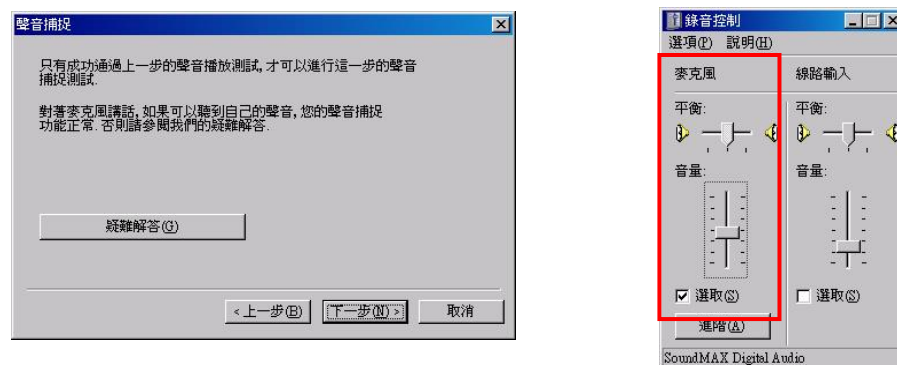 聲音捕捉
只有成功通過上一步的聲音播放測試, 才可以進行這一步的聲音
捕捉測試.
對著麥克風講話, 如果可以聽到自己的聲音, 您的聲音捕捉
功能正常. 否則請參閱我們的疑難解答.
疑難解答(G)
<上一步(B)
下一步(N)>
取消
錄音控制
選項(P) 說明(H)
麥克風
平衡:
音量:
選取(S)
進階(A)
線路輸入
平衡:
音量:
選取(S)
SoundMAX Digital Audio